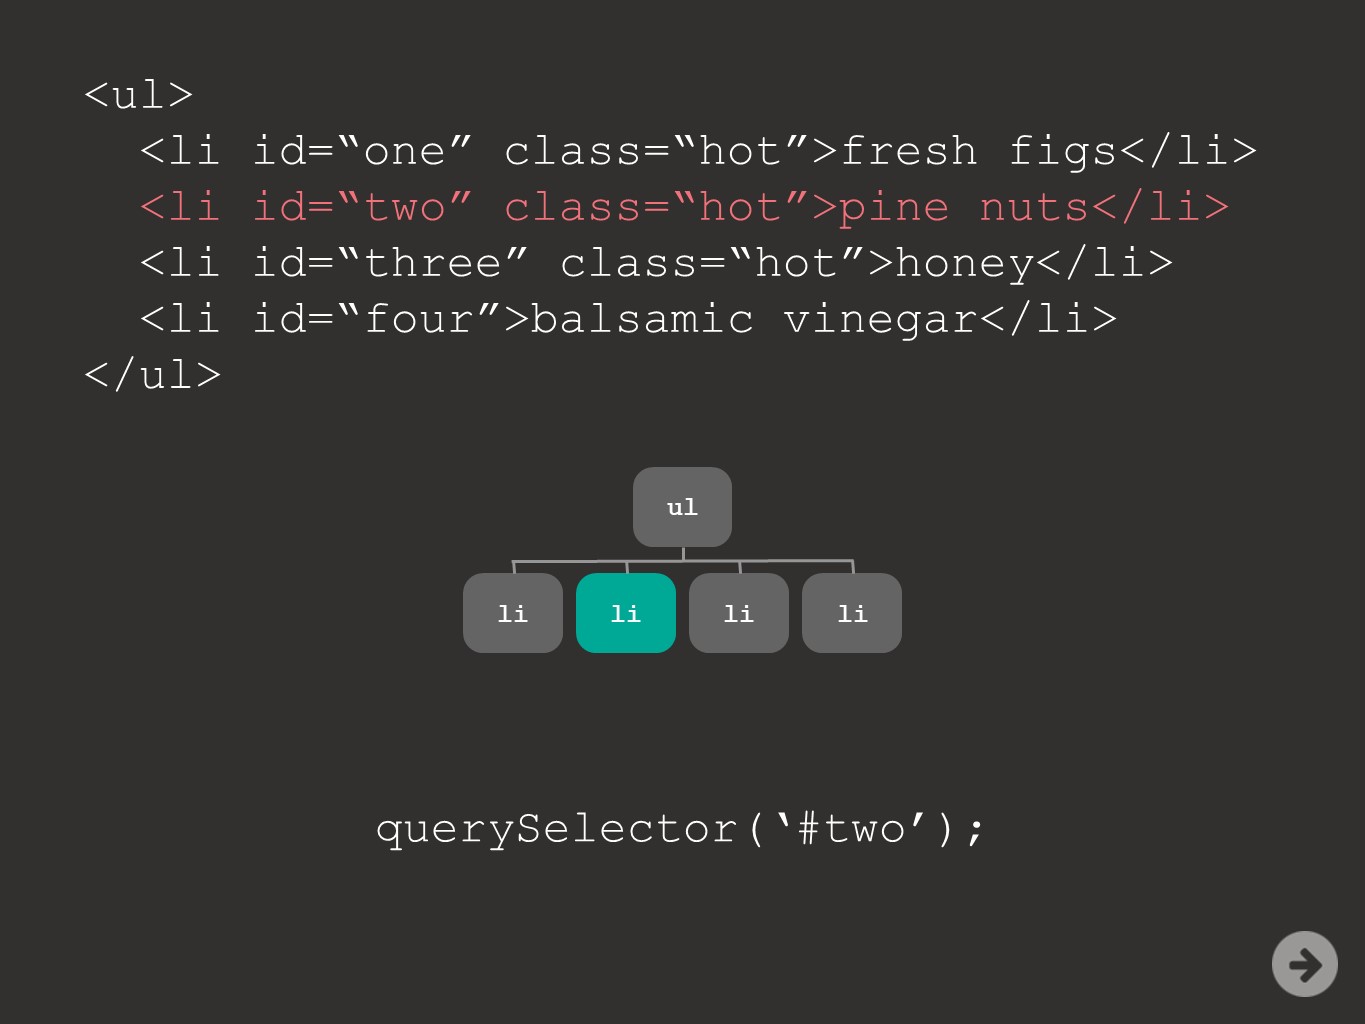 <ul>
<li id=“one” class=“hot”>fresh figs</li>
<li id=“two” class=“hot”>pine nuts</li>
<li id=“three” class=“hot”>honey</li>
<li id=“four”>balsamic vinegar</li>
</ul>
ul
li li li li
querySelector(‘#two’);